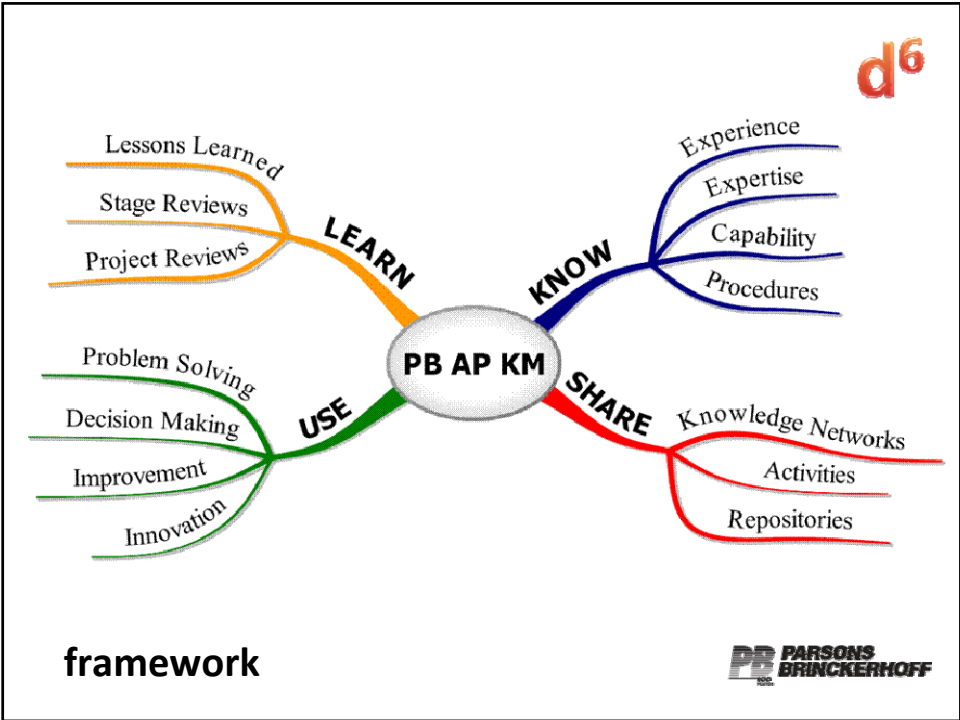 d6
Lessons Learned
Stage Reviews
Project Reviews
LEARN
Experience
Expertise
Capability
Procedures
KNOW
PB AP KM
Problem Solving
Decision Making
Improvement
Innovation
USE
SHARE
Knowledge Networks
Activities
Repositories
framework
PB PARSONS
BRINCKERHOFF